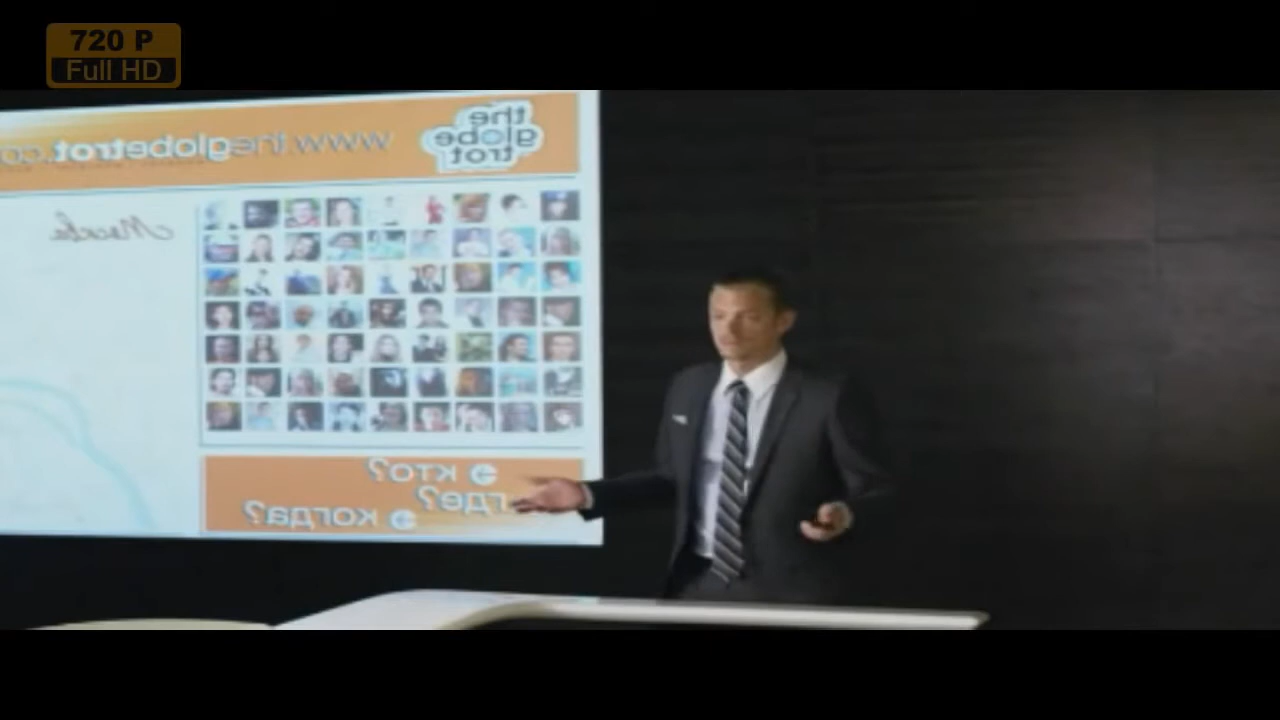 720 P
Full HD
the
globe
trot
www.theglobetrot.co
кто?
где?
когда?